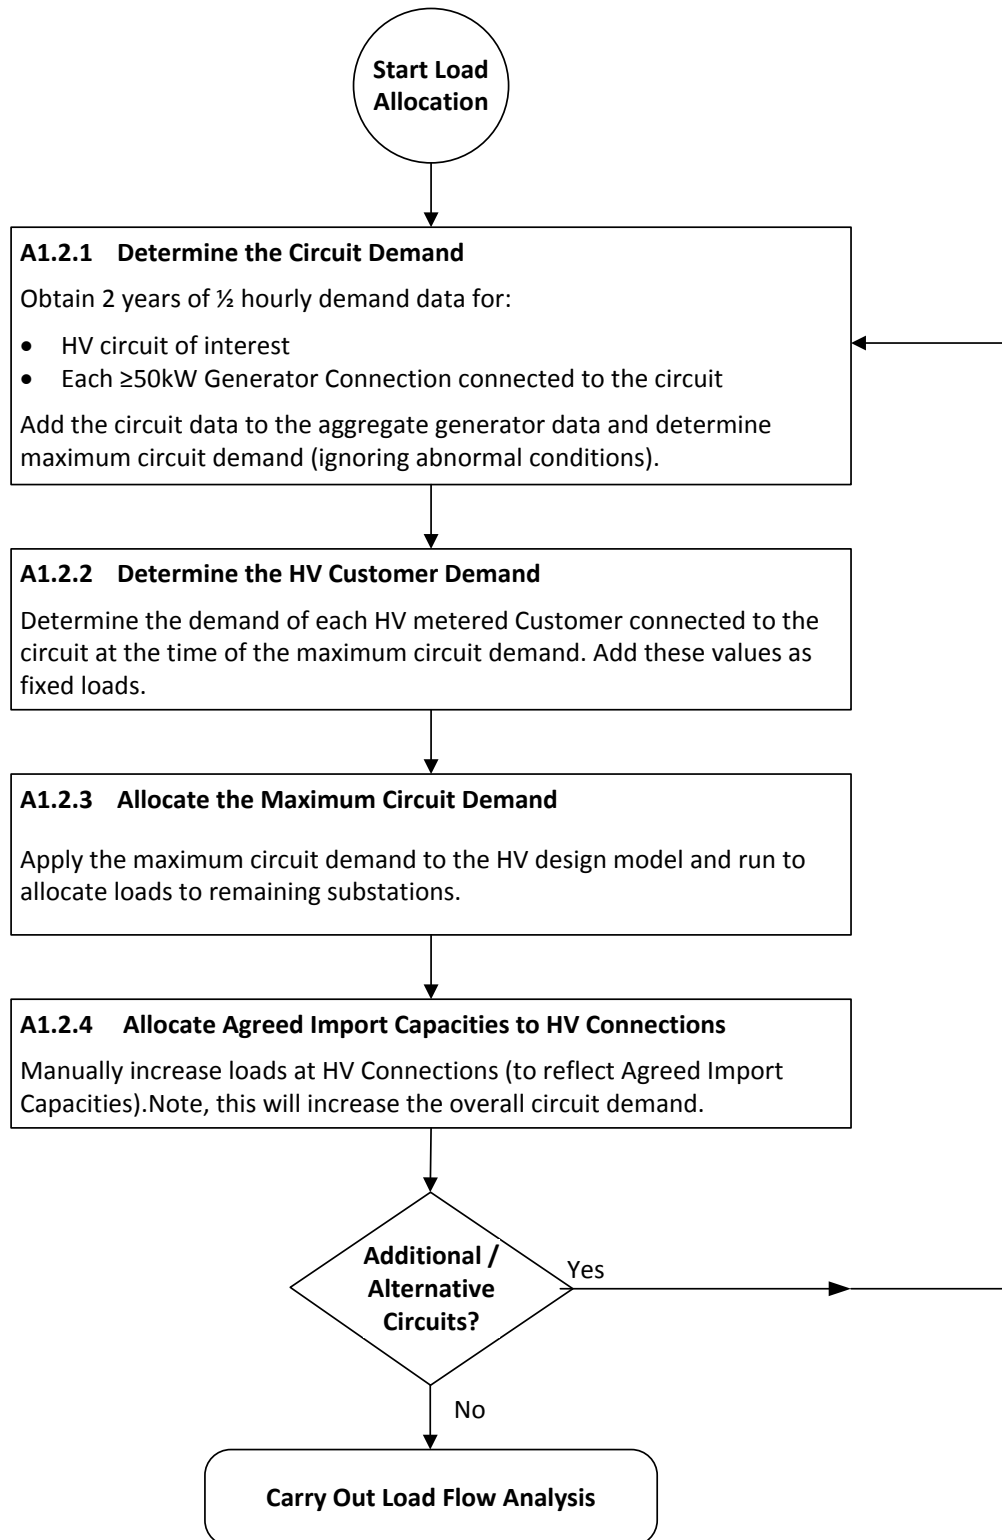 Start Load
Allocation
A1.2.1 Determine the Circuit Demand
Obtain 2 years of ½ hourly demand data for:
• HV circuit of interest
• Each ≥50kW Generator Connection connected to the circuit
Add the circuit data to the aggregate generator data and determine
maximum circuit demand (ignoring abnormal conditions).
A1.2.2 Determine the HV Customer Demand
Determine the demand of each HV metered Customer connected to the
circuit at the time of the maximum circuit demand. Add these values as
fixed loads.
A1.2.3 Allocate the Maximum Circuit Demand
Apply the maximum circuit demand to the HV design model and run to
allocate loads to remaining substations.
A1.2.4 Allocate Agreed Import Capacities to HV Connections
Manually increase loads at HV Connections (to reflect Agreed Import
Capacities).Note, this will increase the overall circuit demand.
Additional /
Alternative
Circuits?
Yes
No
Carry Out Load Flow Analysis